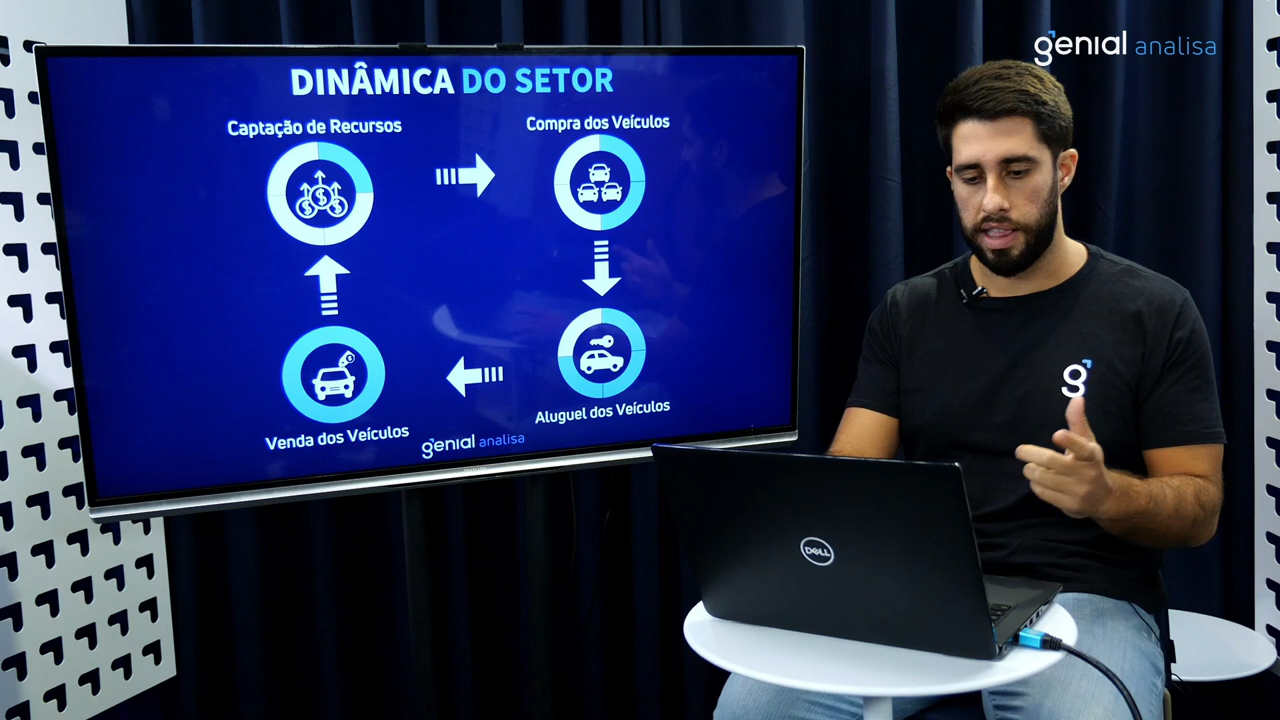 genial analisa
DINÂMICA DO SETOR
Captação de Recursos
Compra dos Veículos
Aluguel dos Veículos
Venda dos Veículos
genial analisa
g
DELL